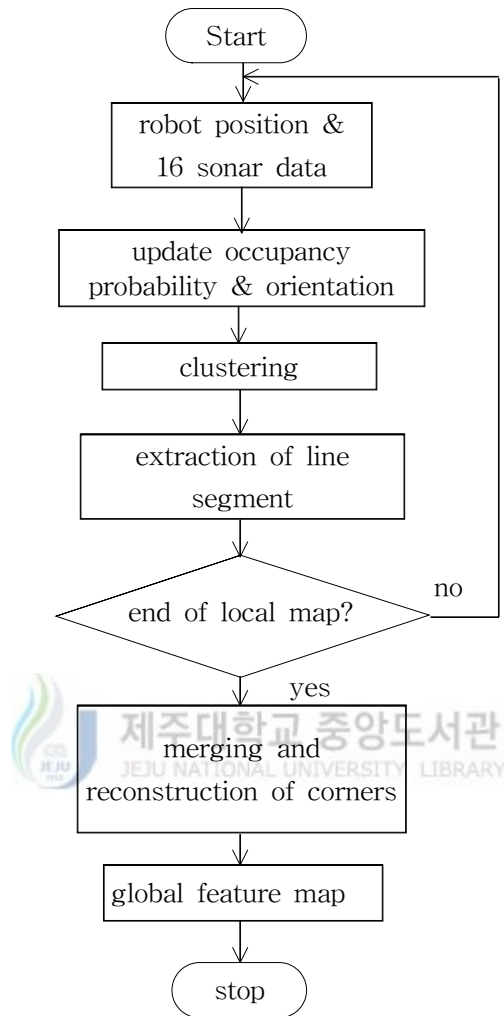 Start
robot position &
16 sonar data
update occupancy
probability & orientation
clustering
extraction of line
segment
end of local map?
no
yes
제주대학교 중앙도서관
JEJU NATIONAL UNIVERSITY LIBRARY
JEJU
1952
merging and
reconstruction of corners
global feature map
stop